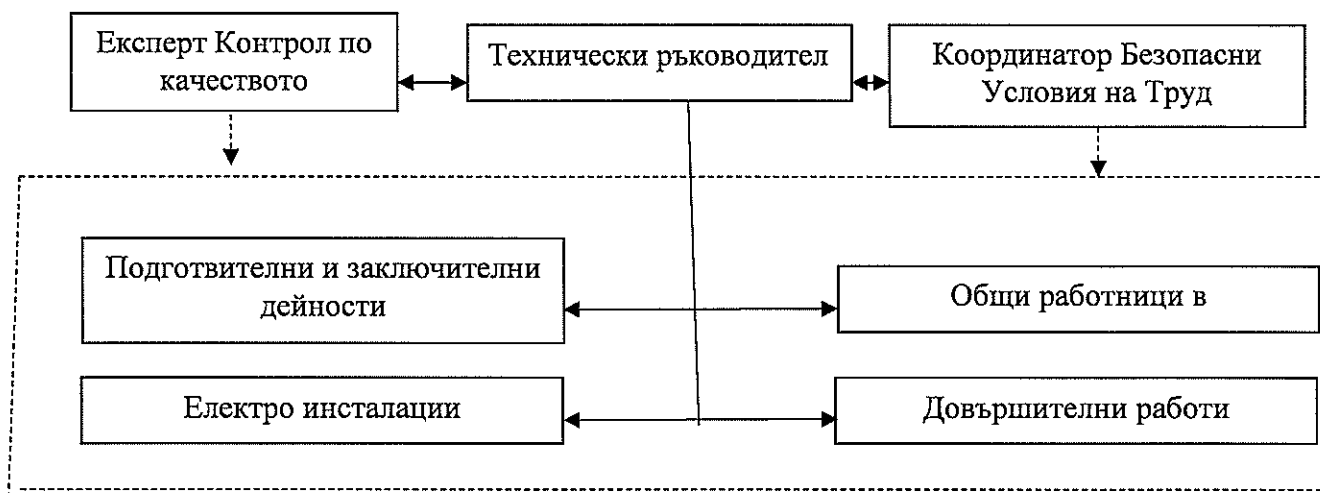 Експерт Контрол по
качеството
Технически ръководител
Координатор Безопасни
Условия на Труд
Подготвителни и заключителни
дейности
Общи работници в
Електро инсталации
Довършителни работи